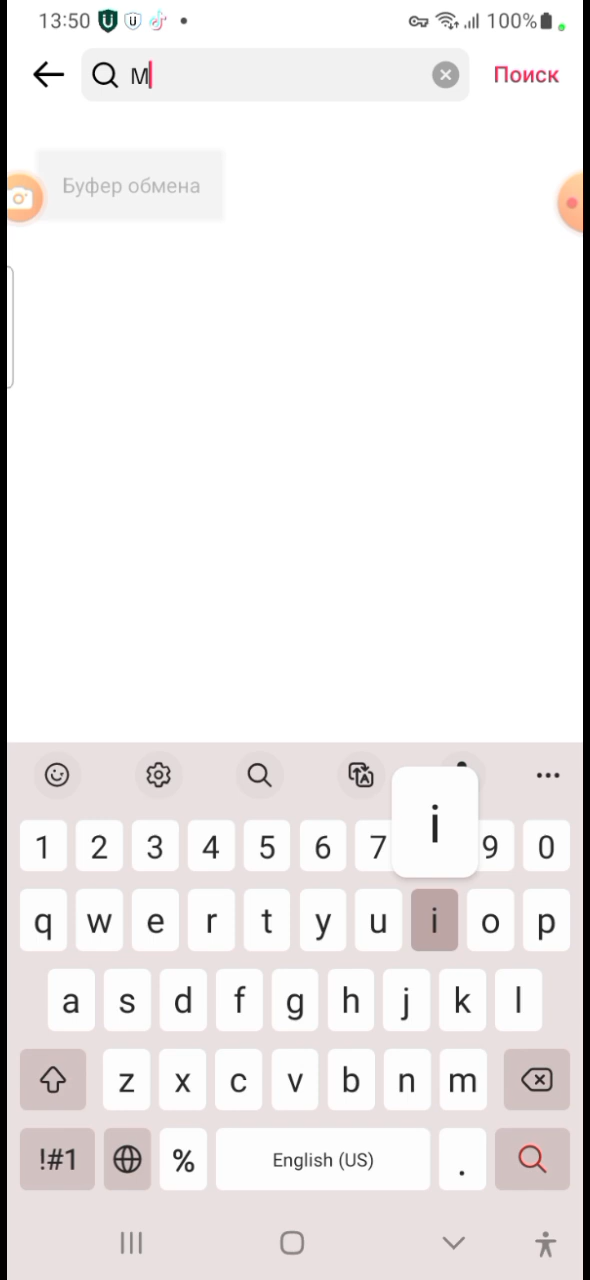 13:50 100%
M Поиск
Буфер обмена
i
1 2 3 4 5 6 7 9 0
q w e r t y u i o p
a s d f g h j k l
z x c v b n m
!#1 % English (US) .